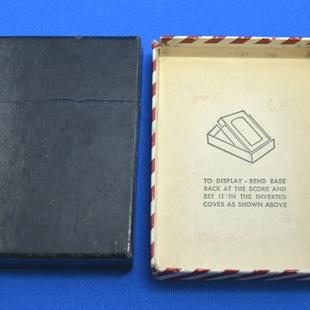 TO DISPLAY - BEND BASE
BACK AT THE SCORE AND
SET IT IN THE INVERTED
COVER AS SHOWN ABOVE